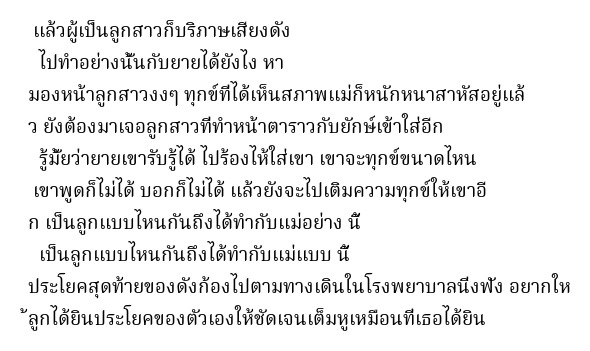 แล้วผู้เป็นลูกสาวก็บริภาษเสียงดัง
ไปทำอย่างนั้นกับยายได้ยังไง หา
มองหน้าลูกสาวงงๆ ทุกข์ที่ได้เห็นสภาพแม่ก็หนักหนาสาหัสอยู่แล้
ว ยังต้องมาเจอลูกสาวที่ทำหน้าตาราวกับยักษ์เข้าใส่อีก
รู้มั้ยว่ายายเขารับรู้ได้ ไปร้องไห้ใส่เขา เขาจะทุกข์ขนาดไหน
เขาพูดก็ไม่ได้ บอกก็ไม่ได้ แล้วยังจะไปเติมความทุกข์ให้เขาอี
ก เป็นลูกแบบไหนกันถึงได้ทำกับแม่อย่าง นี้
เป็นลูกแบบไหนกันถึงได้ทำกับแม่แบบ นี้
ประโยคสุดท้ายของดังก้องไปตามทางเดินในโรงพยาบาลนึ่งฟัง อยากให
้ลูกได้ยินประโยคของตัวเองให้ชัดเจนเต็มหูเหมือนที่เธอได้ยิน